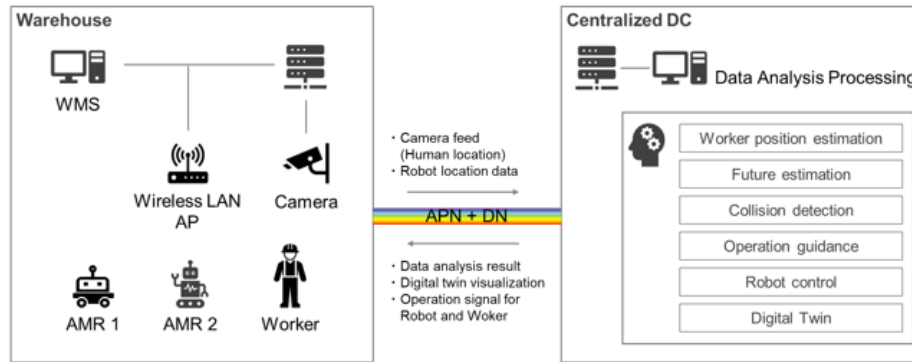 Warehouse
WMS
Wireless LAN
AP
Camera
AMR 1
AMR 2
Worker
・Camera feed
(Human location)
・Robot location data
APN + DN
・Data analysis result
・Digital twin visualization
・Operation signal for
Robot and Woker
Centralized DC
Data Analysis Processing
Worker position estimation
Future estimation
Collision detection
Operation guidance
Robot control
Digital Twin